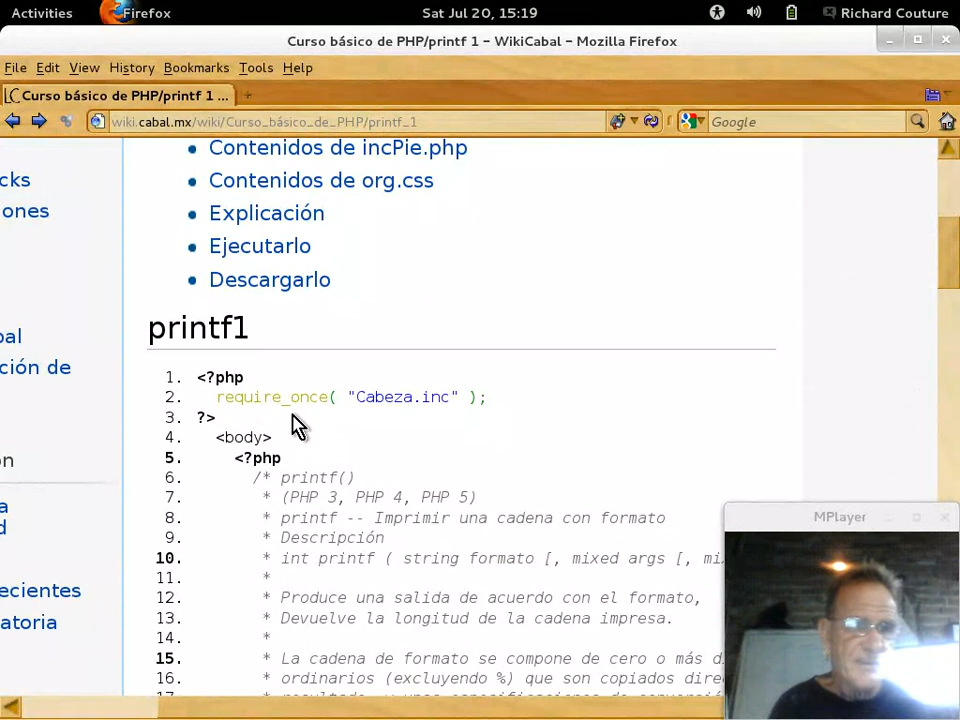 Activities Firefox Sat Jul 20, 15:19 Richard Couture
Curso básico de PHP/printf 1 – WikiCabal – Mozilla Firefox
File Edit View History Bookmarks Tools Help
Curso básico de PHP/printf 1 ...
wiki.cabal.mx/wiki/Curso_básico_de_PHP/printf_1 Google
Contenidos de incPie.php
cks
Contenidos de org.css
ones
Explicación
Ejecutarlo
Descargarlo
printf1
ción de
1. <?php
2. require_once( "Cabeza.inc" );
3. ?>
4. <body>
5. <?php
6. /* printf()
7. * (PHP 3, PHP 4, PHP 5)
8. * printf -- Imprimir una cadena con formato
9. * Descripción
10. * int printf ( string formato [, mixed args [, mi
11. *
12. * Produce una salida de acuerdo con el formato,
13. * Devuelve la longitud de la cadena impresa.
14. *
15. * La cadena de formato se compone de cero o más di
16. * ordinarios (excluyendo %) que son copiados dire
ecientes
atoria
MPlayer